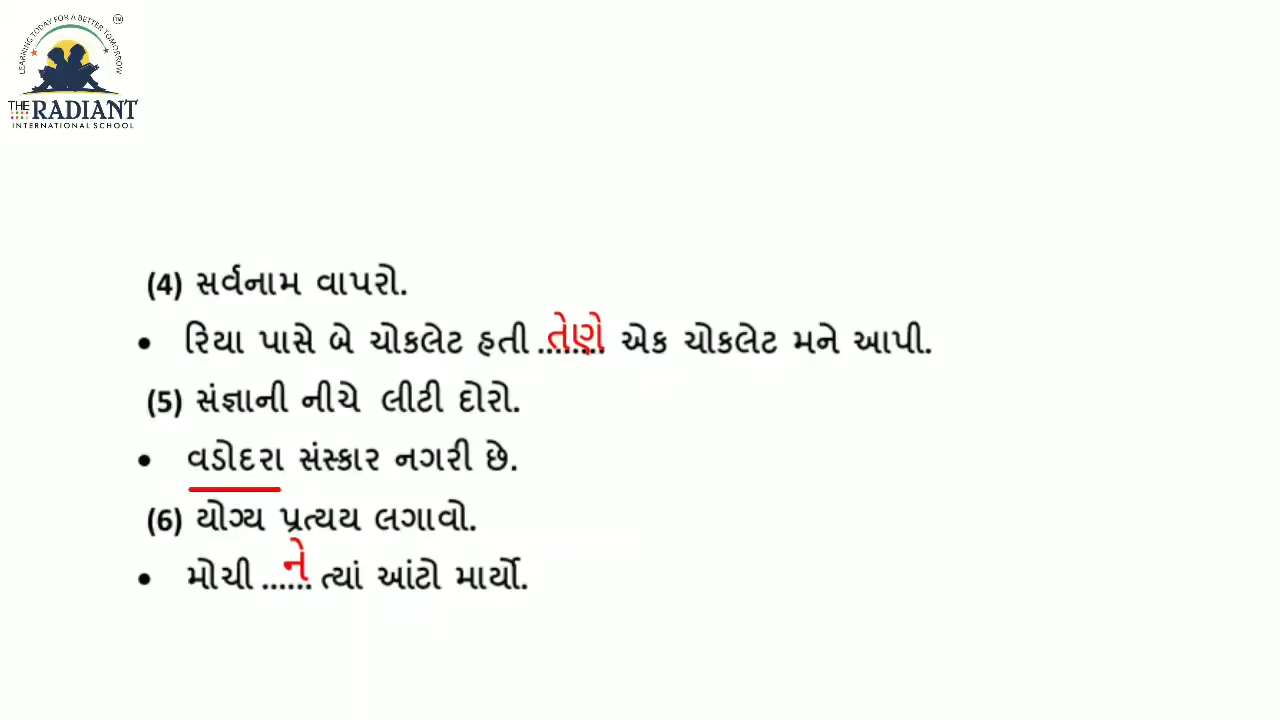 LEARNING TODAY FOR A BETTER TOMORROW
TM
THE RADIANT
INTERNATIONAL SCHOOL
(4) સર્વનામ વાપરો.
• રિયા પાસે બે ચોકલેટ હતી ........ તેણે એક ચોકલેટ મને આપી.
(5) સંજ્ઞાની નીચે લીટી દોરો.
• વડોદરા સંસ્કાર નગરી છે.
(6) યોગ્ય પ્રત્યય લગાવો.
• મોચી ...... ને ત્યાં આંટો માર્યો.